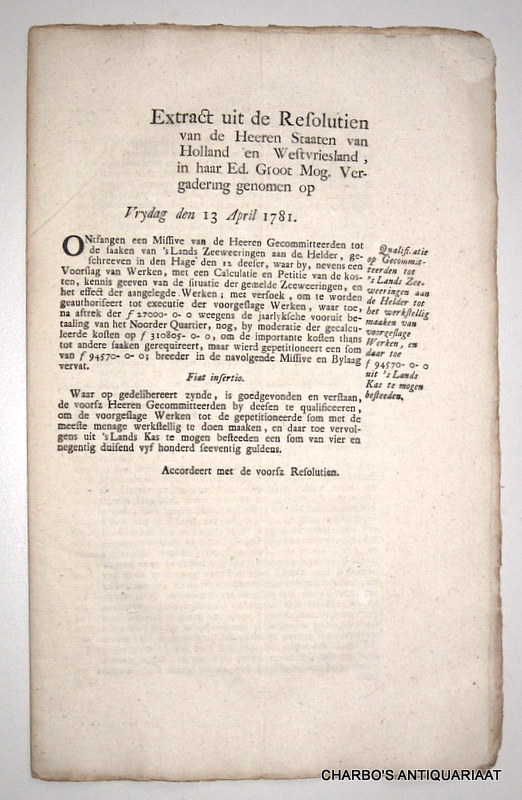 Extract uit de Resolutien
van de Heeren Staaten van
Holland en Westvriesland,
in haar Ed. Groot Mog. Ver-
gadering genomen op
Vrydag den 13 April 1781.
ONtfangen een Missive van de Heeren Gecommitteerden tot
de saaken van 'sLands Zeeweeringen aan de Helder, ge-
schreeven in den Hage den 12 deeser, waar by, nevens een
Voorslag van Werken, met een Calculatie en Petitie van de kos-
ten, kennis geeven van de situatie der gemelde Zeeweeringen, en
het effect der aangelegde Werken; met versoek, om te worden
geauthoriseert tot executie der voorgeslage Werken, waar toe,
na aftrek der f 27000-0-0 weegens de jaarlyksche vooruit be-
taaling van het Noorder Quartier, nog, by moderatie der gecalcu-
leerde kosten op f 310805-0-0, om de importante kosten thans
tot andere saaken gerequireert, maar wierd gepetitioneert een som
van f 94570-0-0; breeder in de navolgende Missive en Bylaag
vervat.
Fiat insertio.
Waar op gedelibereert zynde, is goedgevonden en verstaan,
de voorsz Heeren Gecommitteerden by deesen te qualificeeren,
om de voorgeslage Werken tot de gepetitioneerde som met de
meeste menage werkstellig te doen maaken, en daar toe vervol-
gens uit 'sLands Kas te mogen besteeden een som van vier en
negentig duisend vyf honderd seeventig guldens.
Accordeert met de voorsz Resolutien.
Qualificatie
op Gecommit-
teerden tot
's Lands Zee-
weeringen aan
de Helder tot
het werkstellig
maaken van
voorgeslage
Werken, en
daar toe
f 94570-0-0
uit 's Lands
Kas te mogen
besteeden.
CHARBO'S ANTIQUARIAAT